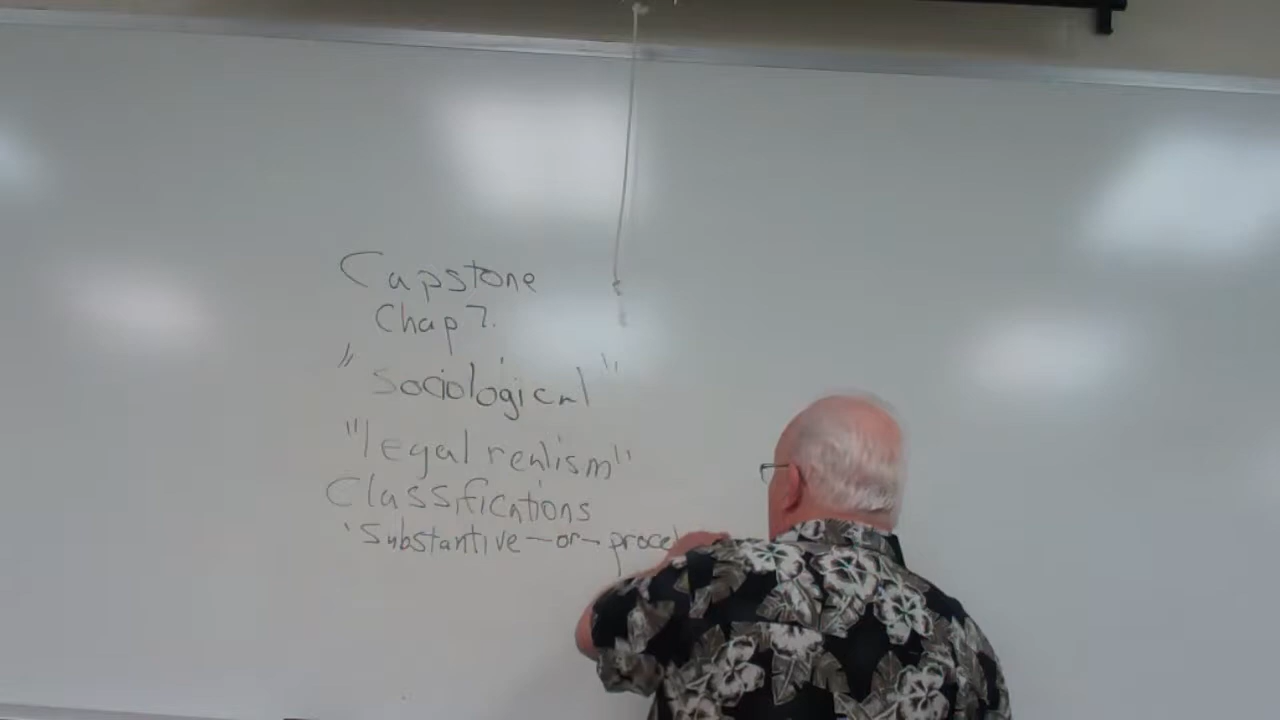 Capstone
Chap 7.
"Sociological"
"legal realism"
Classifications
'Substantive-or-proce